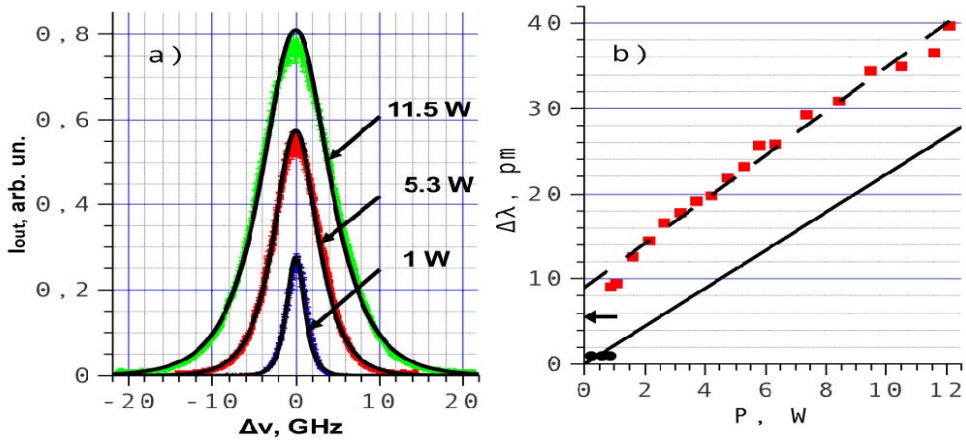 a)
0,8
0,6
0,4
0,2
0
Iout, arb. un.
11.5 W
5.3 W
1 W
-20 -10 0 10 20
Δν, GHz
b)
40
30
20
10
0
Δλ, pm
0 2 4 6 8 10 12
P, W